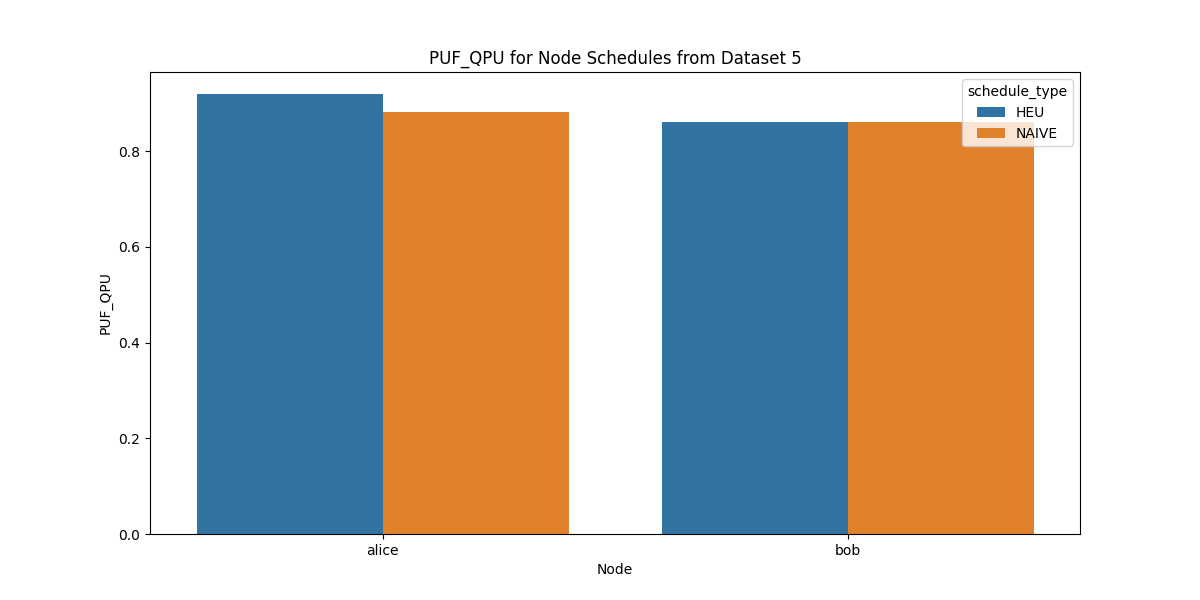 PUF_QPU for Node Schedules from Dataset 5
schedule_type
HEU
NAIVE
PUF_QPU
0.8
0.6
0.4
0.2
0.0
alice
bob
Node